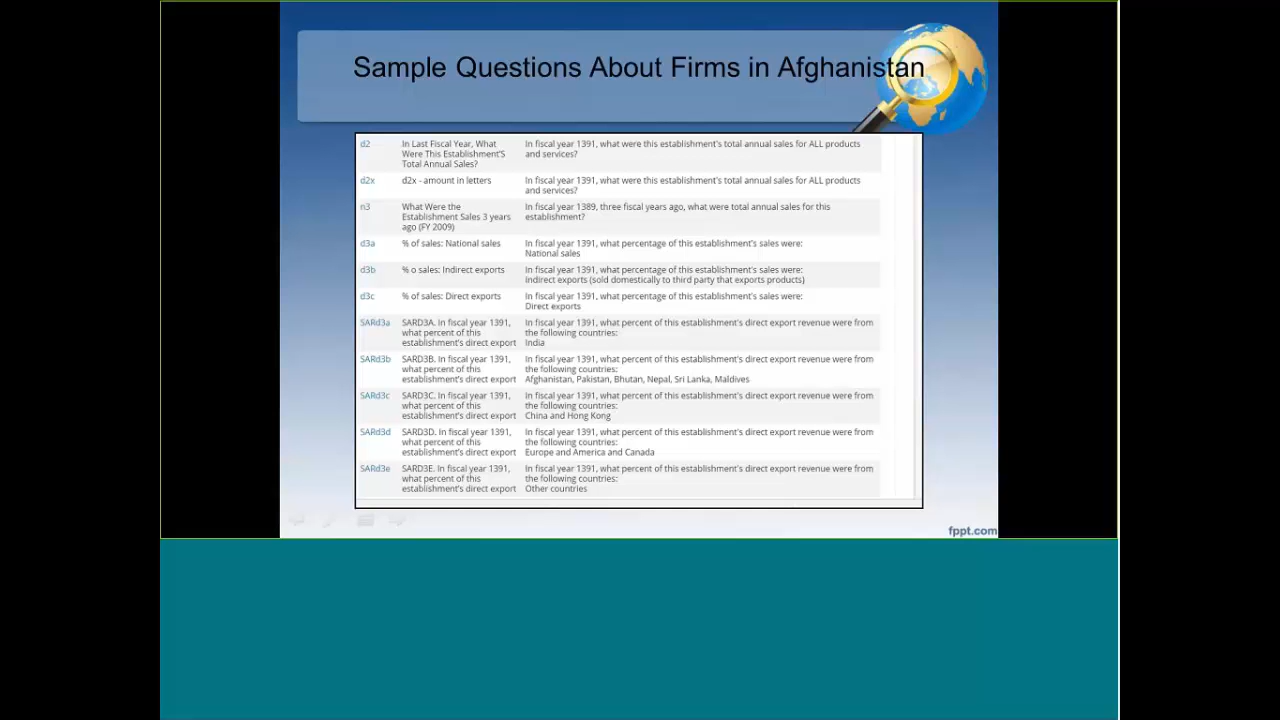 Sample Questions About Firms in Afghanistan
d2 In Last Fiscal Year, What In fiscal year 1391, what were this establishment's total annual sales for ALL products
Were This Establishment'S and services?
Total Annual Sales?
d2x d2x - amount in letters In fiscal year 1391, what were this establishment's total annual sales for ALL products
and services?
n3 What Were the In fiscal year 1389, three fiscal years ago, what were total annual sales for this
Establishment Sales 3 years establishment?
ago (FY 2009)
d3a % of sales: National sales In fiscal year 1391, what percentage of this establishment's sales were:
National sales
d3b % o sales: Indirect exports In fiscal year 1391, what percentage of this establishment's sales were:
Indirect exports (sold domestically to third party that exports products)
d3c % of sales: Direct exports In fiscal year 1391, what percentage of this establishment's sales were:
Direct exports
SARd3a SARD3A. In fiscal year 1391, In fiscal year 1391, what percent of this establishment's direct export revenue were from
what percent of this the following countries:
establishment's direct export India
SARd3b SARD3B. In fiscal year 1391, In fiscal year 1391, what percent of this establishment's direct export revenue were from
what percent of this the following countries:
establishment's direct export Afghanistan, Pakistan, Bhutan, Nepal, Sri Lanka, Maldives
SARd3c SARD3C. In fiscal year 1391, In fiscal year 1391, what percent of this establishment's direct export revenue were from
what percent of this the following countries:
establishment's direct export China and Hong Kong
SARd3d SARD3D. In fiscal year 1391, In fiscal year 1391, what percent of this establishment's direct export revenue were from
what percent of this the following countries:
establishment's direct export Europe and America and Canada
SARd3e SARD3E. In fiscal year 1391, In fiscal year 1391, what percent of this establishment's direct export revenue were from
what percent of this the following countries:
establishment's direct export Other countries
fppt.com